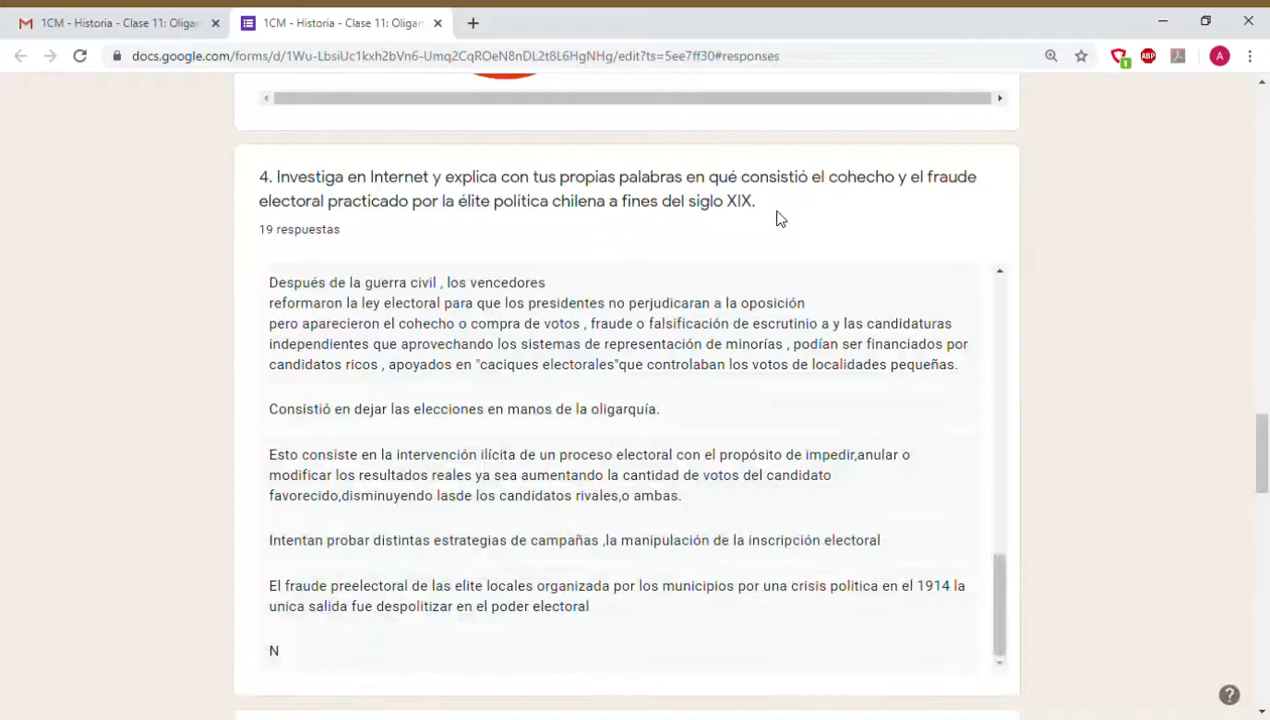 1CM - Historia - Clase 11: Oligar
1CM - Historia - Clase 11: Oligar
docs.google.com/forms/d/1Wu-LbsiUc1kxh2bVn6-Umq2CqROeN8nDL2t8L6HgNHg/edit?ts=5ee7ff30#responses
1
ABP
A
4. Investiga en Internet y explica con tus propias palabras en qué consistió el cohecho y el fraude
electoral practicado por la élite política chilena a fines del siglo XIX.
19 respuestas
Después de la guerra civil , los vencedores
reformaron la ley electoral para que los presidentes no perjudicaran a la oposición
pero aparecieron el cohecho o compra de votos , fraude o falsificación de escrutinio a y las candidaturas
independientes que aprovechando los sistemas de representación de minorías , podían ser financiados por
candidatos ricos , apoyados en "caciques electorales"que controlaban los votos de localidades pequeñas.
Consistió en dejar las elecciones en manos de la oligarquía.
Esto consiste en la intervención ilícita de un proceso electoral con el propósito de impedir,anular o
modificar los resultados reales ya sea aumentando la cantidad de votos del candidato
favorecido,disminuyendo lasde los candidatos rivales,o ambas.
Intentan probar distintas estrategias de campañas ,la manipulación de la inscripción electoral
El fraude preelectoral de las elite locales organizada por los municipios por una crisis politica en el 1914 la
unica salida fue despolitizar en el poder electoral
N